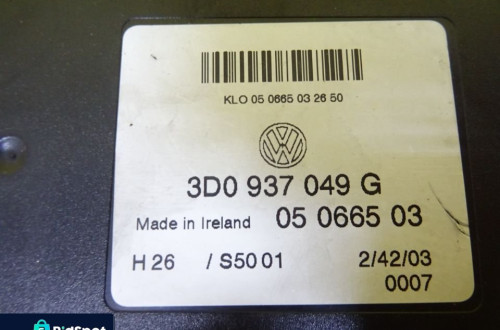 KLO 05 0665 03 26 50
3D0 937 049 G
Made in Ireland 05 0665 03
H 26 / S50 01 2/42/03
0007
BidSpot